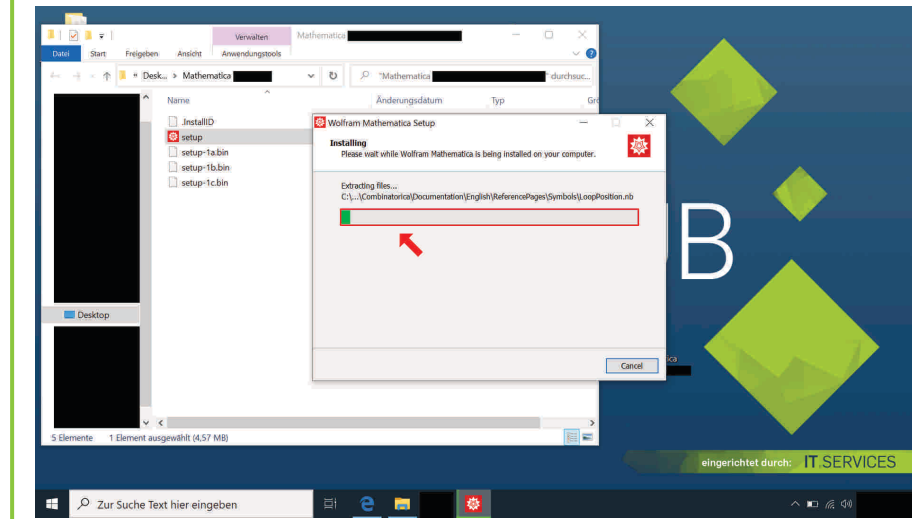 Verwalten
Mathematica
Datei Start Freigeben Ansicht Anwendungstools
« Desk... > Mathematica
"Mathematica " durchsuc...
Name Änderungsdatum Typ Grö
.InstallID
setup
setup-1a.bin
setup-1b.bin
setup-1c.bin
Desktop
5 Elemente 1 Element ausgewählt (4,57 MB)
Wolfram Mathematica Setup
Installing
Please wait while Wolfram Mathematica is being installed on your computer.
Extracting files...
C:\...\Combinatorica\Documentation\English\ReferencePages\Symbols\LoopPosition.nb
Cancel
B
ica
eingerichtet durch: IT.SERVICES
Zur Suche Text hier eingeben